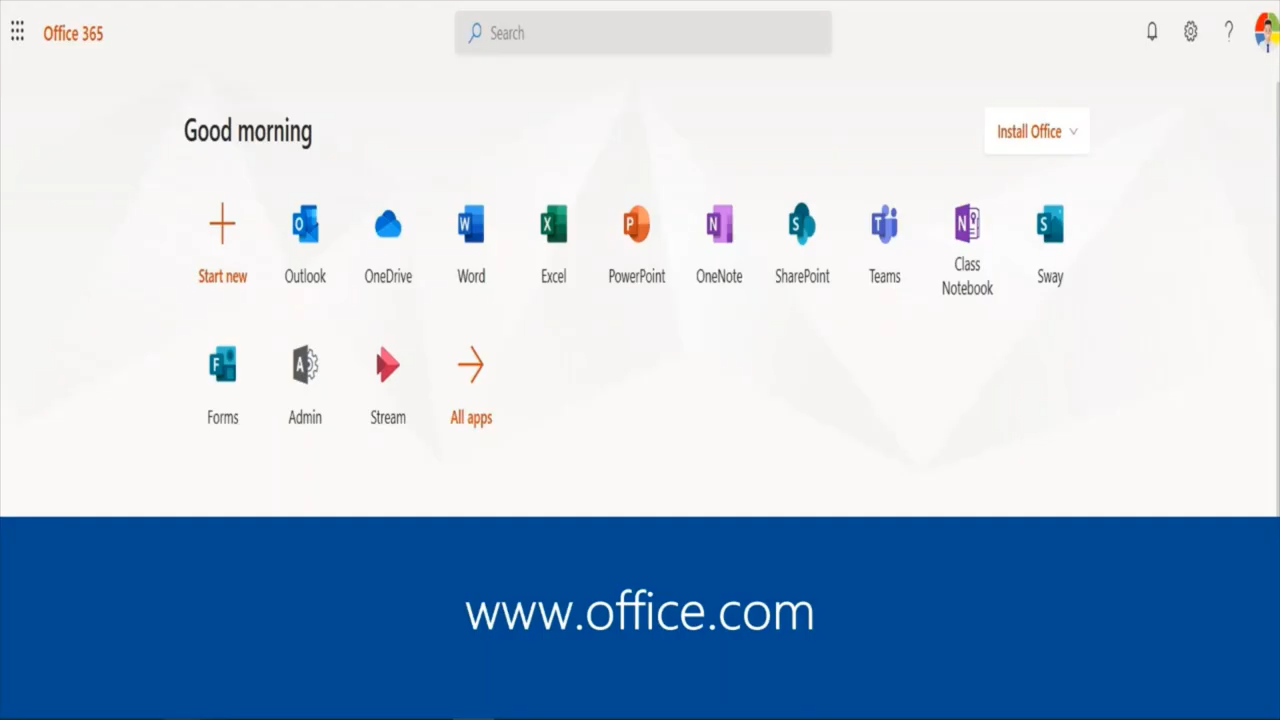 Office 365
Search
Good morning
Install Office
Start new
Outlook
OneDrive
Word
Excel
PowerPoint
OneNote
SharePoint
Teams
Class
Notebook
Sway
Forms
Admin
Stream
All apps
www.office.com